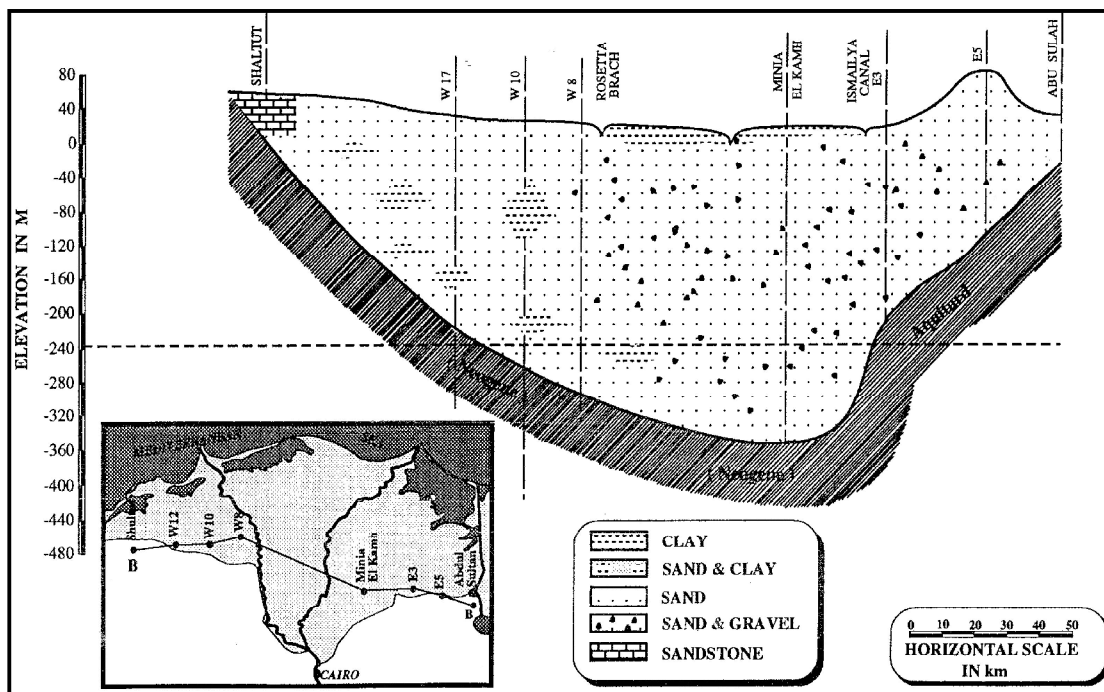 SHALTUT
W 17
W 10
W 8
ROSETTA
BRACH
MINIA
EL KAMH
ISMAILYA
CANAL
E3
E5
ABU SULAH
ELEVATION IN M
80
40
0
-40
-80
-120
-160
-200
-240
-280
-320
-360
-400
-440
-480
Aquitard
( Neogene )
MEDITERRANEAN
SEA
W12
W10
W8
Minia
El Kamh
E3
E5
Abdul
Sultan
B
B
CAIRO
CLAY
SAND & CLAY
SAND
SAND & GRAVEL
SANDSTONE
0 10 20 30 40 50
HORIZONTAL SCALE
IN km